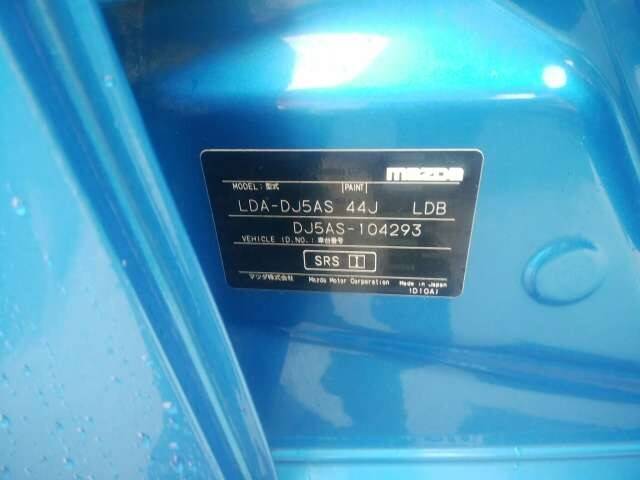 mazda
MODEL:型式 [PAINT]
LDA-DJ5AS 44J LDB
DJ5AS-104293
VEHICLE ID.NO.:車台番号
SRS
マツダ株式会社 Mazda Motor Corporation Made in Japan